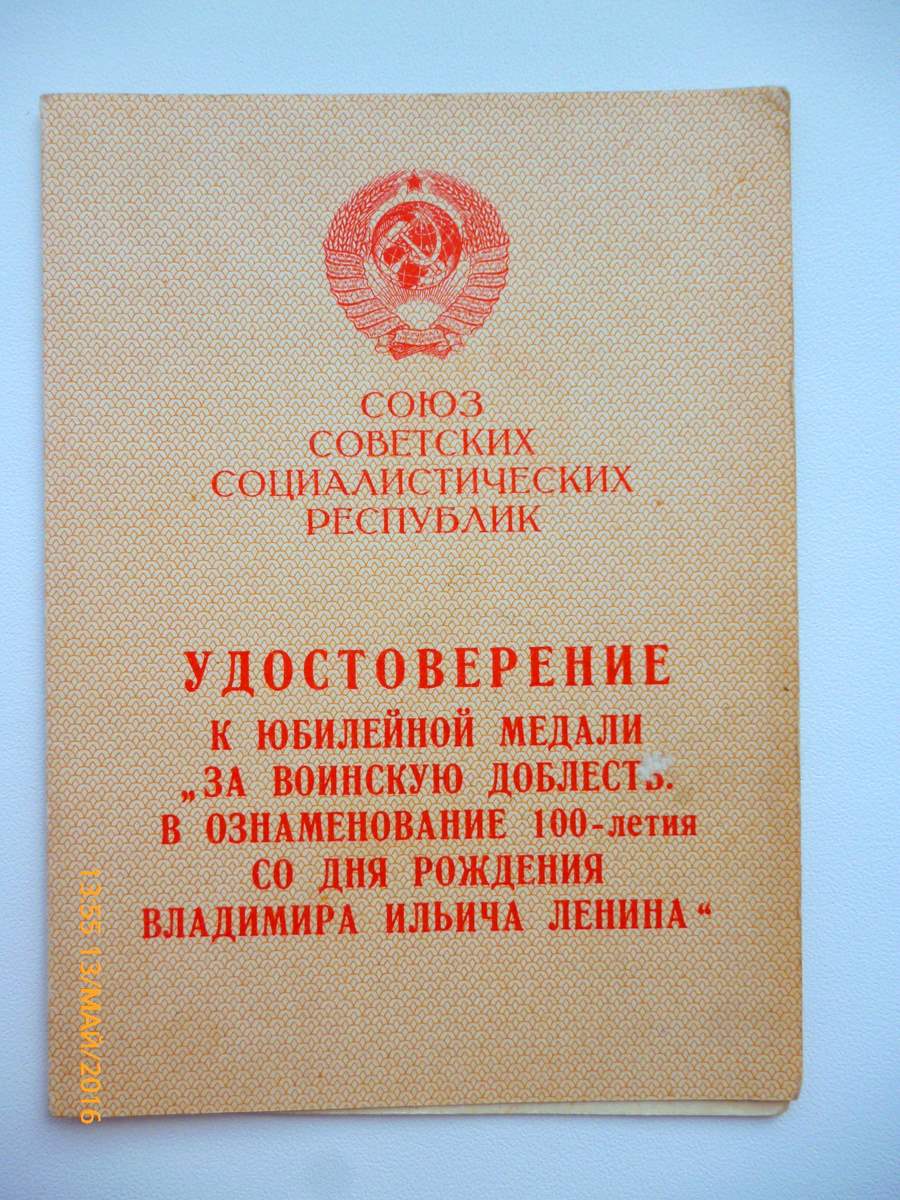 СОЮЗ
СОВЕТСКИХ
СОЦИАЛИСТИЧЕСКИХ
РЕСПУБЛИК
УДОСТОВЕРЕНИЕ
К ЮБИЛЕЙНОЙ МЕДАЛИ
„ЗА ВОИНСКУЮ ДОБЛЕСТЬ.
В ОЗНАМЕНОВАНИЕ 100-летия
СО ДНЯ РОЖДЕНИЯ
ВЛАДИМИРА ИЛЬИЧА ЛЕНИНА“
13:55 13/МАЙ/2016